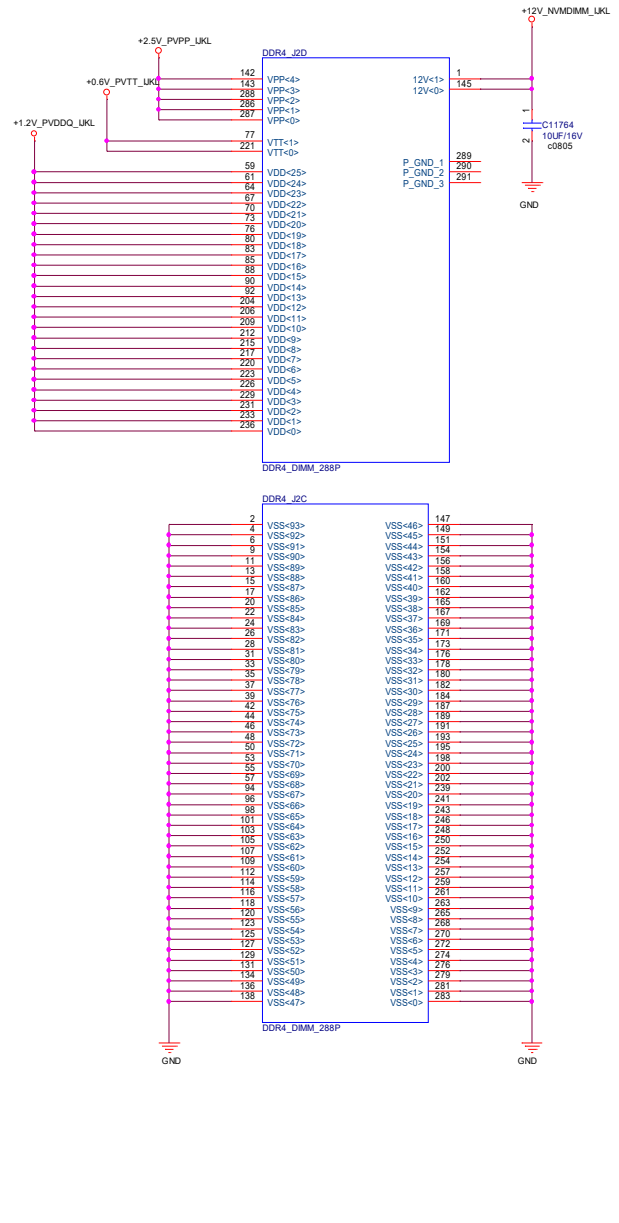 +12V_NVMDIMM_IJKL
+2.5V_PVPP_IJKL
+0.6V_PVTT_IJKL
+1.2V_PVDDQ_IJKL
DDR4_J2D
142 VPP<4> 12V<1> 1
143 VPP<3> 12V<0> 145
288 VPP<2>
286 VPP<1>
287 VPP<0>
1
C11764
10UF/16V
2 c0805
77 VTT<1>
221 VTT<0>
P_GND_1 289
P_GND_2 290
P_GND_3 291
GND
59 VDD<25>
61 VDD<24>
64 VDD<23>
67 VDD<22>
70 VDD<21>
73 VDD<20>
76 VDD<19>
80 VDD<18>
83 VDD<17>
85 VDD<16>
88 VDD<15>
90 VDD<14>
92 VDD<13>
204 VDD<12>
206 VDD<11>
209 VDD<10>
212 VDD<9>
215 VDD<8>
217 VDD<7>
220 VDD<6>
223 VDD<5>
226 VDD<4>
229 VDD<3>
231 VDD<2>
233 VDD<1>
236 VDD<0>
DDR4_DIMM_288P
DDR4_J2C
2 VSS<93> VSS<46> 147
4 VSS<92> VSS<45> 149
6 VSS<91> VSS<44> 151
9 VSS<90> VSS<43> 154
11 VSS<89> VSS<42> 156
13 VSS<88> VSS<41> 158
15 VSS<87> VSS<40> 160
17 VSS<86> VSS<39> 162
20 VSS<85> VSS<38> 165
22 VSS<84> VSS<37> 167
24 VSS<83> VSS<36> 169
26 VSS<82> VSS<35> 171
28 VSS<81> VSS<34> 173
31 VSS<80> VSS<33> 176
33 VSS<79> VSS<32> 178
35 VSS<78> VSS<31> 180
37 VSS<77> VSS<30> 182
39 VSS<76> VSS<29> 184
42 VSS<75> VSS<28> 187
44 VSS<74> VSS<27> 189
46 VSS<73> VSS<26> 191
48 VSS<72> VSS<25> 193
50 VSS<71> VSS<24> 195
53 VSS<70> VSS<23> 198
55 VSS<69> VSS<22> 200
57 VSS<68> VSS<21> 202
94 VSS<67> VSS<20> 239
96 VSS<66> VSS<19> 241
98 VSS<65> VSS<18> 243
101 VSS<64> VSS<17> 246
103 VSS<63> VSS<16> 248
105 VSS<62> VSS<15> 250
107 VSS<61> VSS<14> 252
109 VSS<60> VSS<13> 254
112 VSS<59> VSS<12> 257
114 VSS<58> VSS<11> 259
116 VSS<57> VSS<10> 261
118 VSS<56> VSS<9> 263
120 VSS<55> VSS<8> 265
123 VSS<54> VSS<7> 268
125 VSS<53> VSS<6> 270
127 VSS<52> VSS<5> 272
129 VSS<51> VSS<4> 274
131 VSS<50> VSS<3> 276
134 VSS<49> VSS<2> 279
136 VSS<48> VSS<1> 281
138 VSS<47> VSS<0> 283
DDR4_DIMM_288P
GND GND